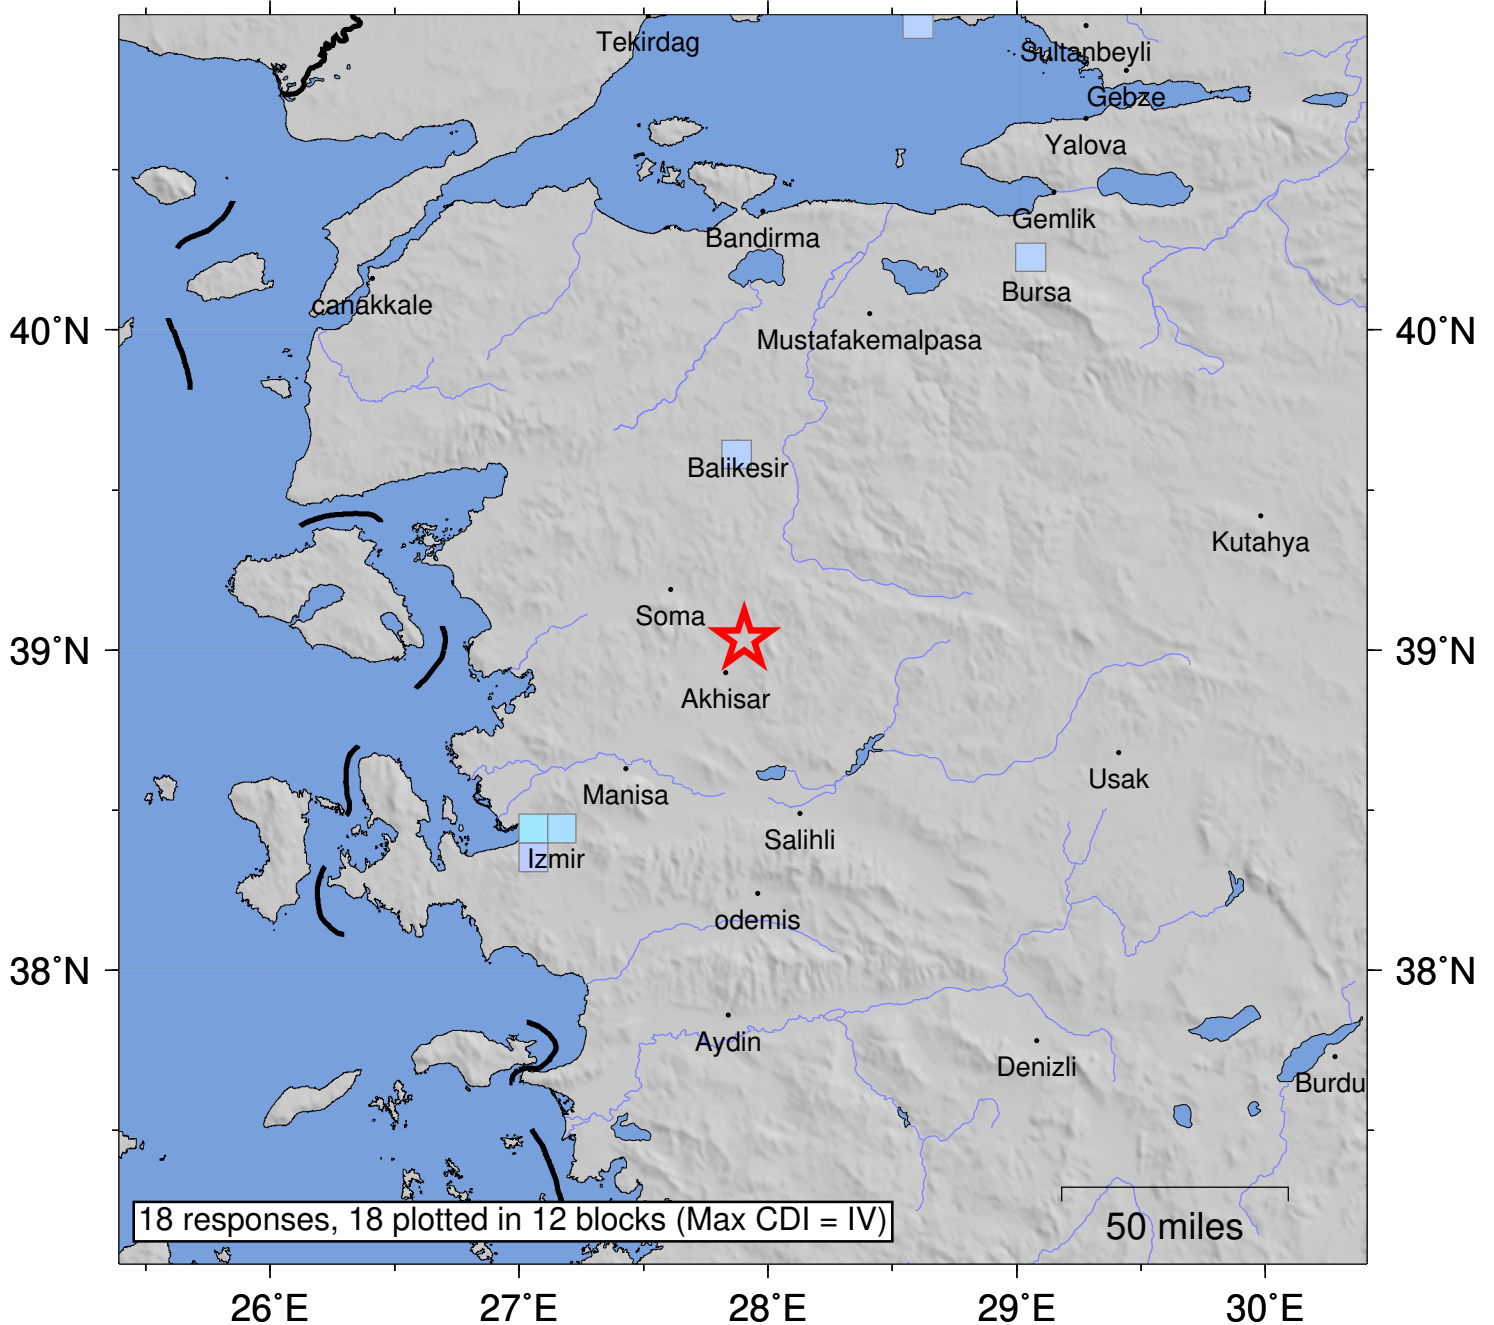 Tekirdag
Sultanbeyli
Gebze
Yalova
Gemlik
Bandirma
Bursa
canakkale
40°N
40°N
Mustafakemalpasa
Balikesir
Kutahya
Soma
39°N
39°N
Akhisar
Usak
Manisa
Salihli
Izmir
odemis
38°N
38°N
Aydin
Denizli
Burdu
18 responses, 18 plotted in 12 blocks (Max CDI = IV)
50 miles
26°E
27°E
28°E
29°E
30°E